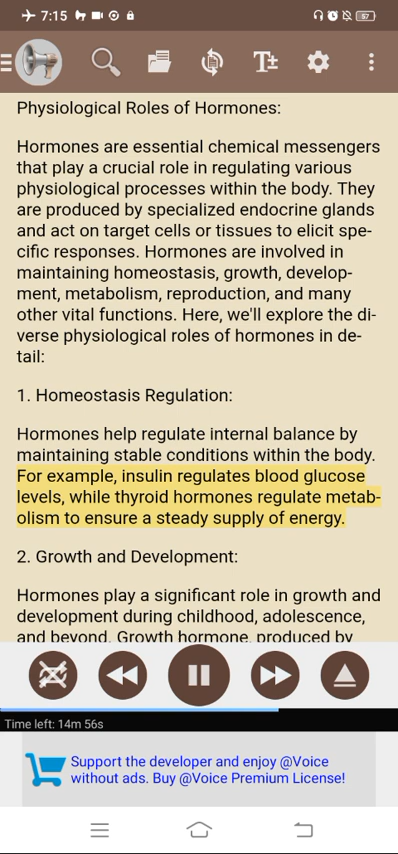 7:15
57
T±
Physiological Roles of Hormones:
Hormones are essential chemical messengers
that play a crucial role in regulating various
physiological processes within the body. They
are produced by specialized endocrine glands
and act on target cells or tissues to elicit spe-
cific responses. Hormones are involved in
maintaining homeostasis, growth, develop-
ment, metabolism, reproduction, and many
other vital functions. Here, we'll explore the di-
verse physiological roles of hormones in de-
tail:
1. Homeostasis Regulation:
Hormones help regulate internal balance by
maintaining stable conditions within the body.
For example, insulin regulates blood glucose
levels, while thyroid hormones regulate metab-
olism to ensure a steady supply of energy.
2. Growth and Development:
Hormones play a significant role in growth and
development during childhood, adolescence,
and beyond. Growth hormone, produced by
Time left: 14m 56s
Support the developer and enjoy @Voice
without ads. Buy @Voice Premium License!